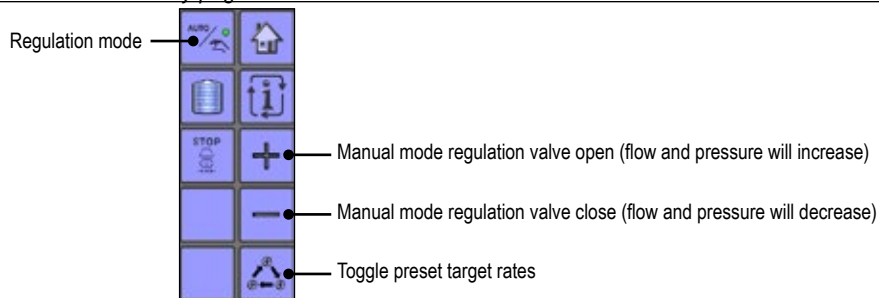 AUTO
Regulation mode
i
STOP
Manual mode regulation valve open (flow and pressure will increase)
Manual mode regulation valve close (flow and pressure will decrease)
Toggle preset target rates